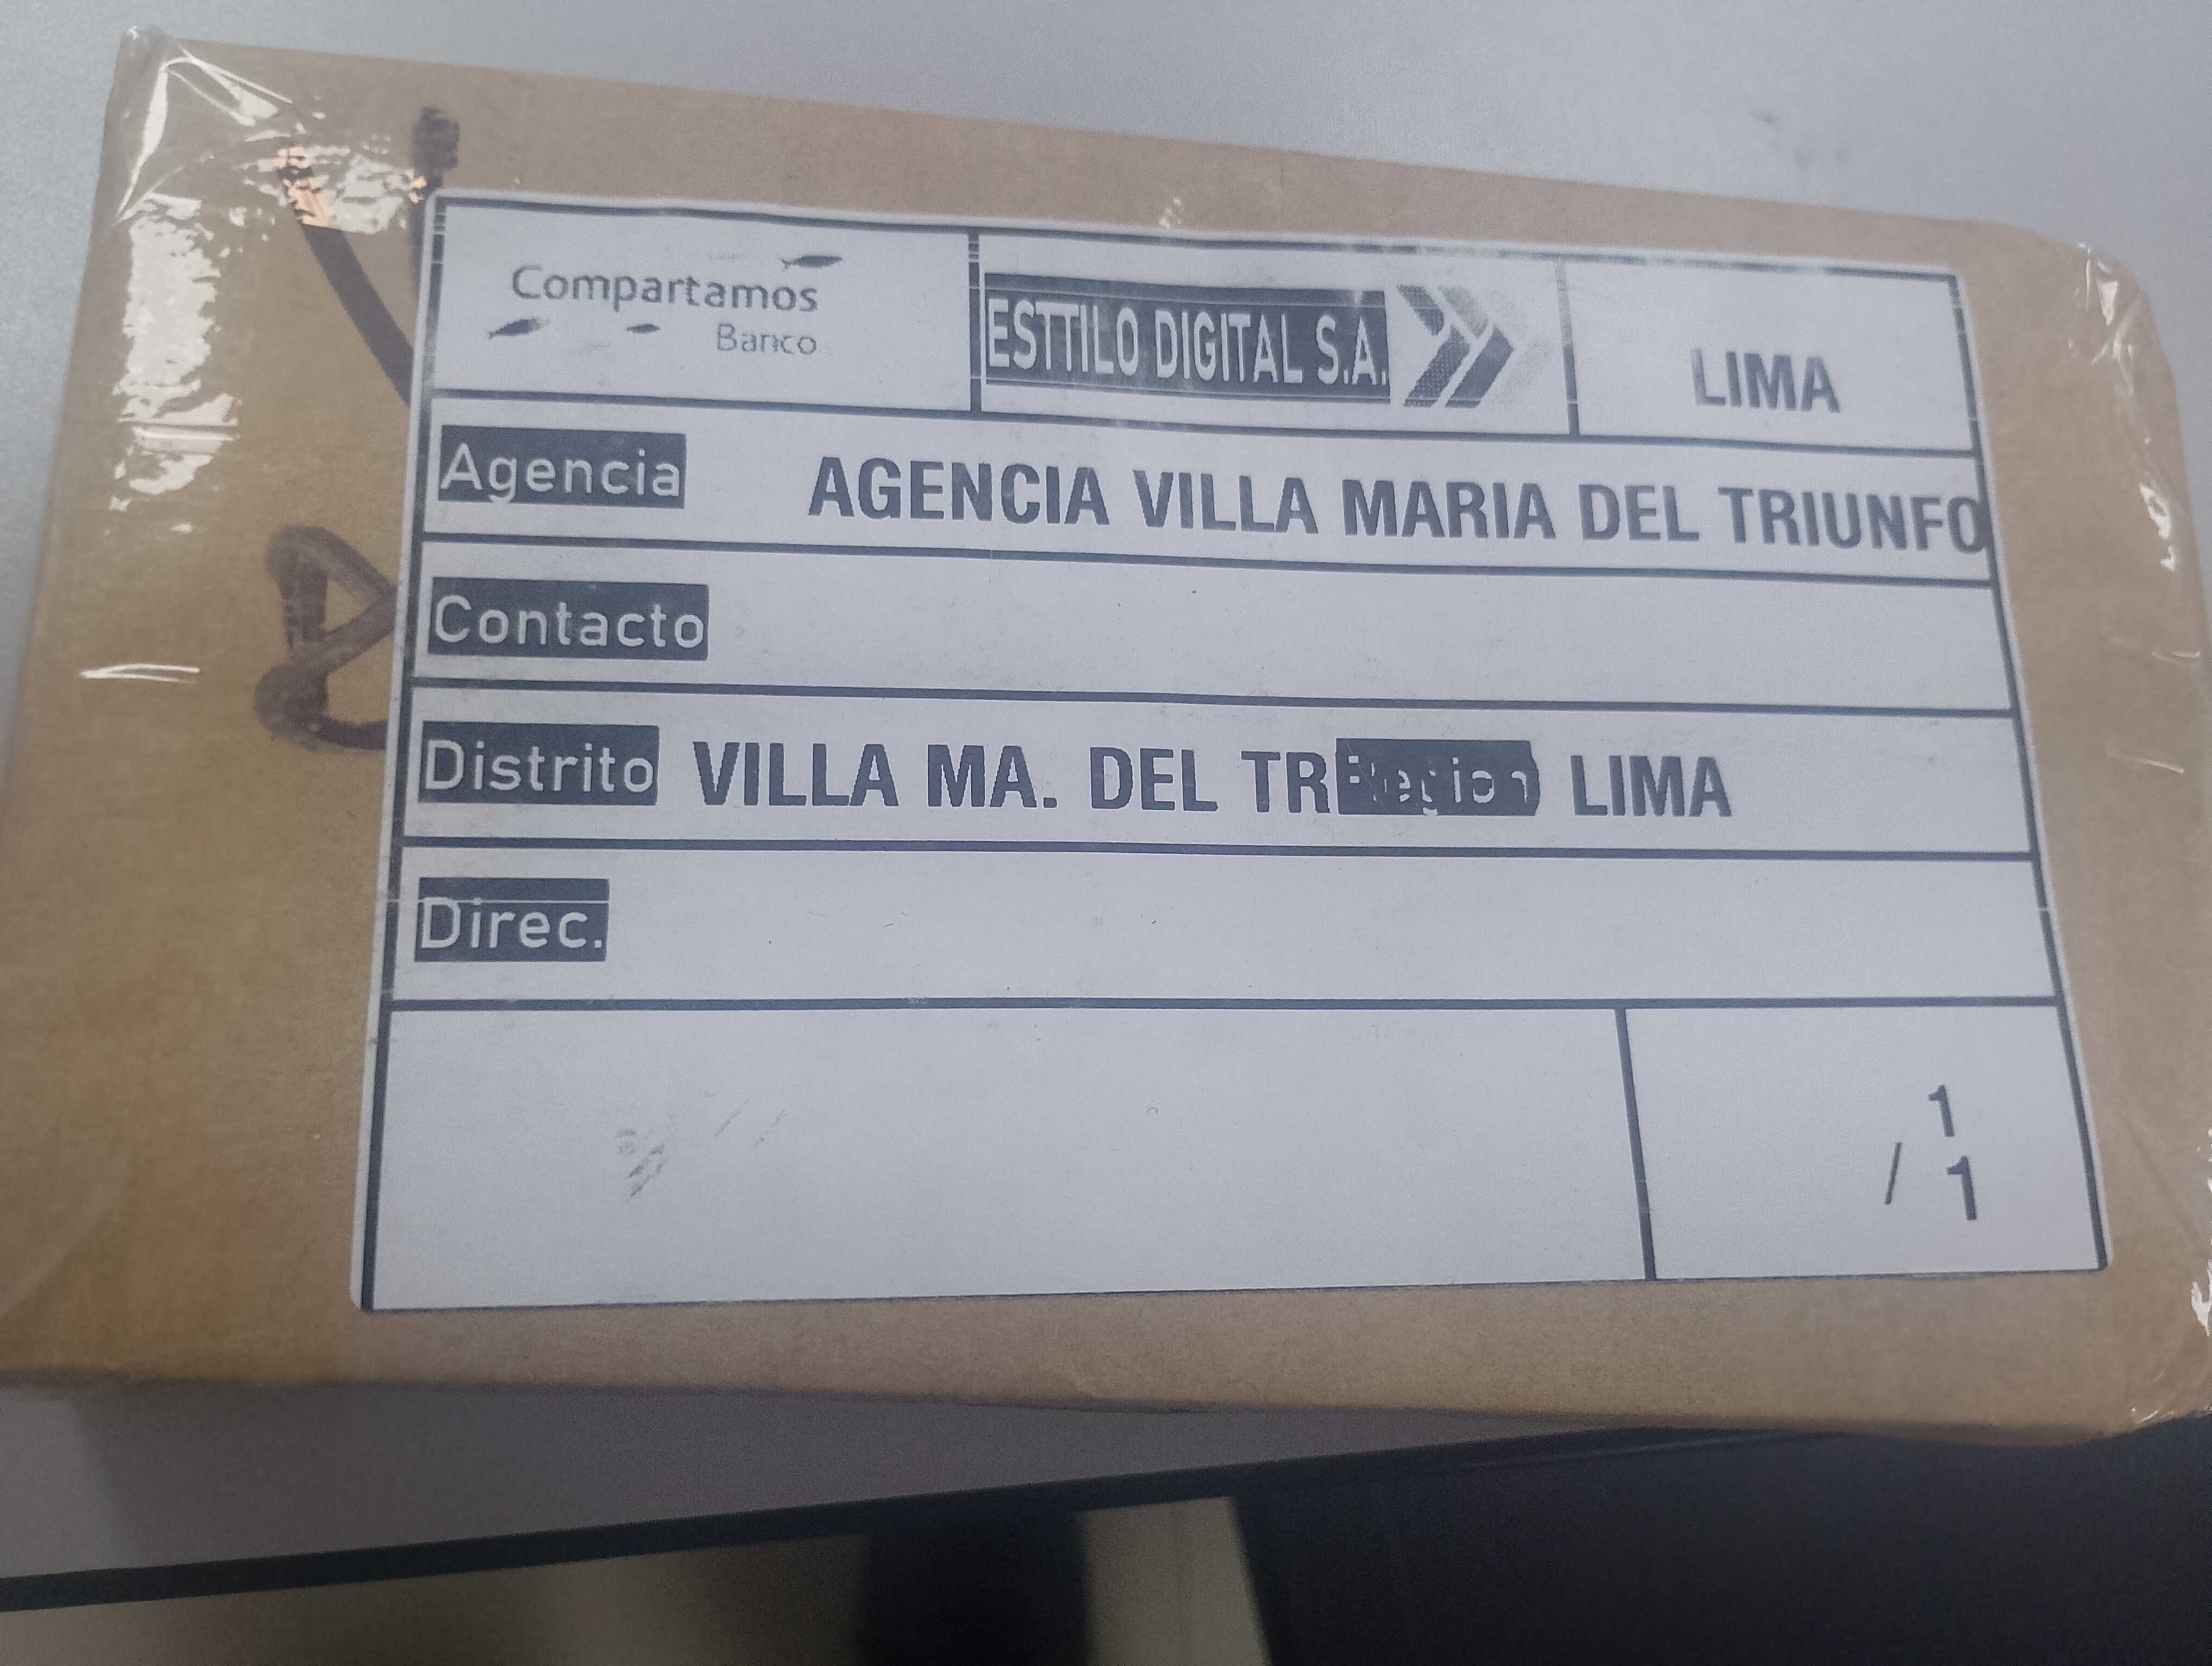 Compartamos
Banco
ESTTILO DIGITAL S.A.
LIMA
Agencia AGENCIA VILLA MARIA DEL TRIUNFO
Contacto
Distrito VILLA MA. DEL TR Region LIMA
Direc.
1
/ 1